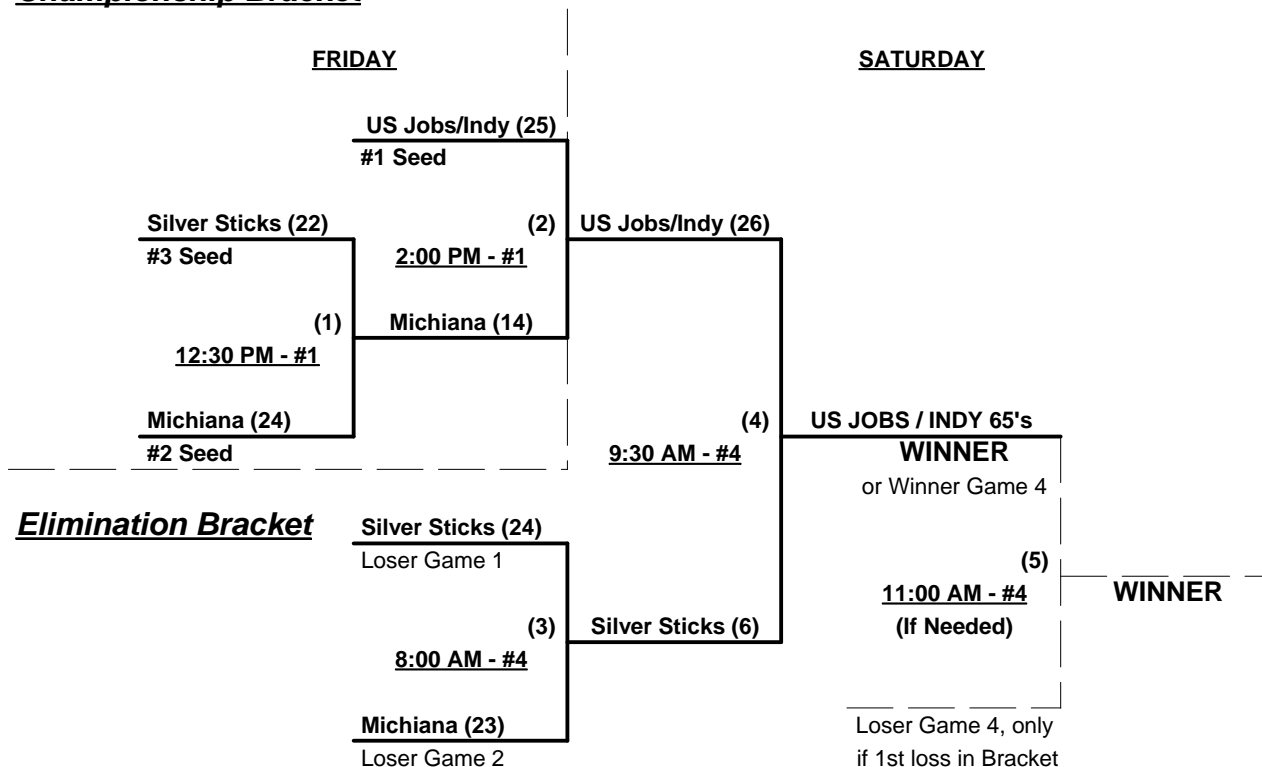 Championship Bracket
FRIDAY
SATURDAY
US Jobs/Indy (25)
#1 Seed
Silver Sticks (22)
#3 Seed
(2)
2:00 PM - #1
US Jobs/Indy (26)
(1)
12:30 PM - #1
Michiana (14)
Michiana (24)
#2 Seed
(4)
9:30 AM - #4
US JOBS / INDY 65's
WINNER
or Winner Game 4
Elimination Bracket
Silver Sticks (24)
Loser Game 1
(3)
8:00 AM - #4
Silver Sticks (6)
(5)
11:00 AM - #4
(If Needed)
WINNER
Michiana (23)
Loser Game 2
Loser Game 4, only
if 1st loss in Bracket